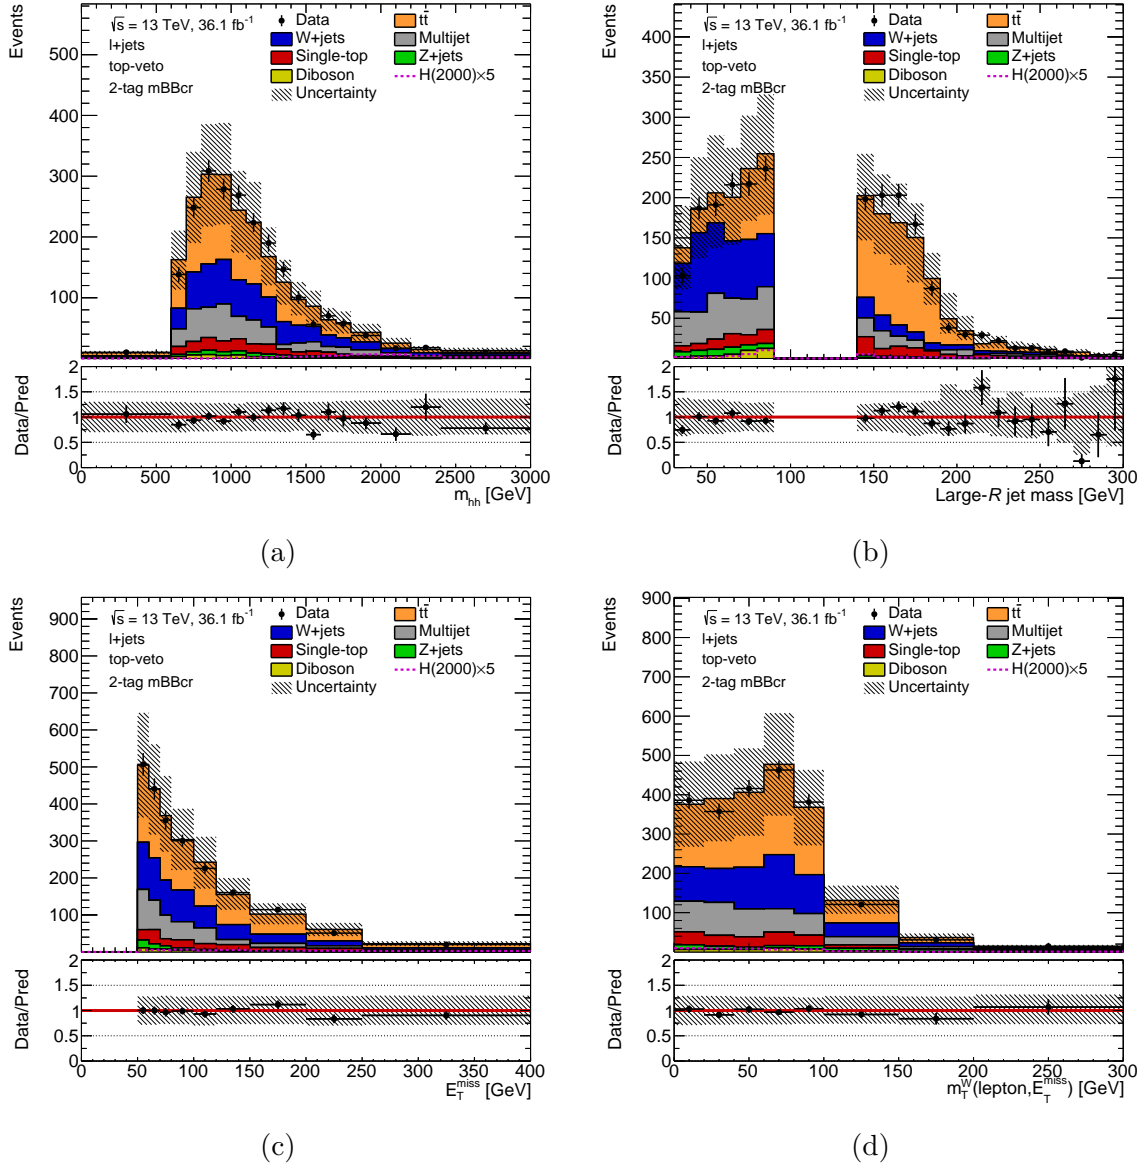 Events
√s = 13 TeV, 36.1 fb⁻¹
l+jets
top-veto
2-tag mBBcr
Data
W+jets
Single-top
Diboson
Uncertainty
tt̄
Multijet
Z+jets
H(2000)×5
500
400
300
200
100
Data/Pred
2
1.5
1
0.5
0
0 500 1000 1500 2000 2500 3000
m_hh [GeV]
(a)
Events
√s = 13 TeV, 36.1 fb⁻¹
l+jets
top-veto
2-tag mBBcr
Data
W+jets
Single-top
Diboson
Uncertainty
tt̄
Multijet
Z+jets
H(2000)×5
400
350
300
250
200
150
100
50
Data/Pred
2
1.5
1
0.5
0
50 100 150 200 250 300
Large-R jet mass [GeV]
(b)
Events
√s = 13 TeV, 36.1 fb⁻¹
l+jets
top-veto
2-tag mBBcr
Data
W+jets
Single-top
Diboson
Uncertainty
tt̄
Multijet
Z+jets
H(2000)×5
900
800
700
600
500
400
300
200
100
Data/Pred
2
1.5
1
0.5
0
0 50 100 150 200 250 300 350 400
E_T^miss [GeV]
(c)
Events
√s = 13 TeV, 36.1 fb⁻¹
l+jets
top-veto
2-tag mBBcr
Data
W+jets
Single-top
Diboson
Uncertainty
tt̄
Multijet
Z+jets
H(2000)×5
900
800
700
600
500
400
300
200
100
Data/Pred
2
1.5
1
0.5
0
0 50 100 150 200 250 300
m_T^W(lepton,E_T^miss) [GeV]
(d)